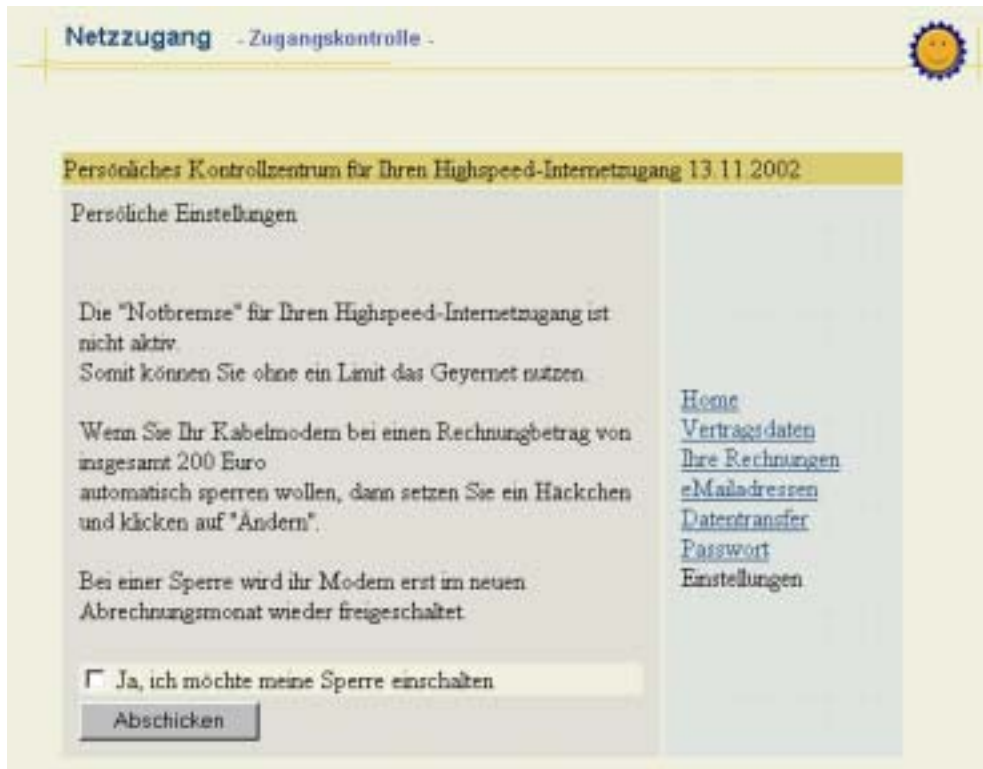 Netzzugang - Zugangskontrolle -
Persönliches Kontrollzentrum für Ihren Highspeed-Internetzugang 13.11.2002
Persöliche Einstellungen
Die "Notbremse" für Ihren Highspeed-Internetzugang ist
nicht aktiv.
Somit können Sie ohne ein Limit das Geyernet nutzen.
Wenn Sie Ihr Kabelmodem bei einen Rechnungbetrag von
insgesamt 200 Euro
automatisch sperren wollen, dann setzen Sie ein Häckchen
und klicken auf "Ändern".
Bei einer Sperre wird ihr Modem erst im neuen
Abrechnungsmonat wieder freigeschaltet
Ja, ich möchte meine Sperre einschalten
Abschicken
Home
Vertragsdaten
Ihre Rechnungen
eMailadressen
Datentransfer
Passwort
Einstellungen